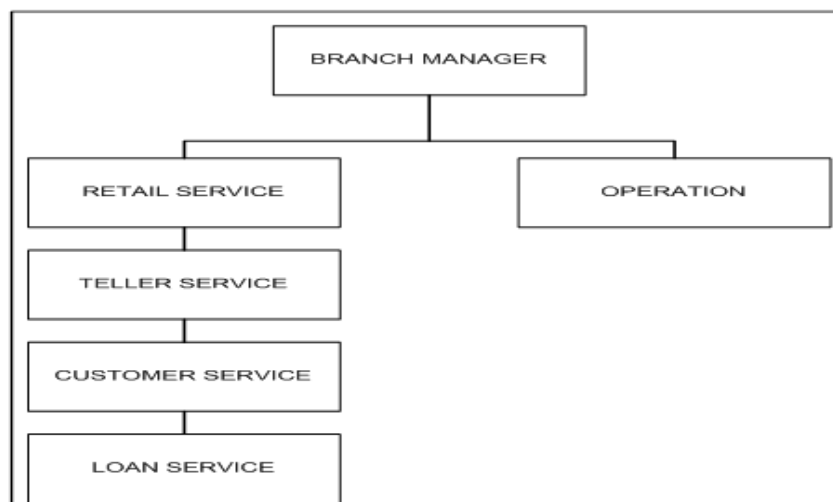 BRANCH MANAGER
RETAIL SERVICE
OPERATION
TELLER SERVICE
CUSTOMER SERVICE
LOAN SERVICE